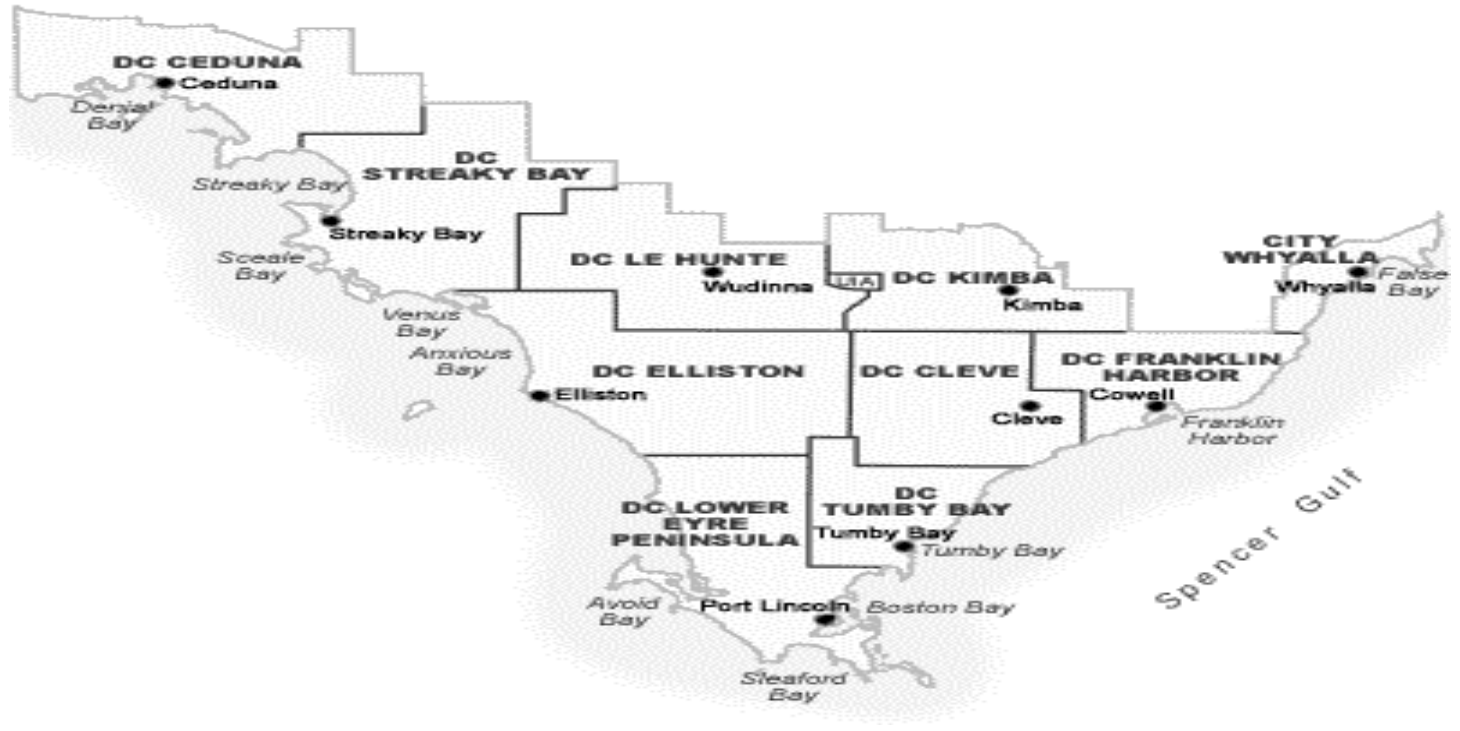 DC CEDUNA
Ceduna
Denial
Bay
DC
STREAKY BAY
Streaky Bay
Streaky Bay
Sceale
Bay
CITY
WHYALLA
Whyalla
False
Bay
DC LE HUNTE
Wudinna
UIA
DC KIMBA
Kimba
Venus
Bay
Anxious
Bay
DC ELLISTON
Elliston
DC CLEVE
Cleve
DC FRANKLIN
HARBOR
Cowell
Franklin
Harbor
DC LOWER
EYRE
PENINSULA
DC
TUMBY BAY
Tumby Bay
Tumby Bay
Spencer Gulf
Avoid
Bay
Port Lincoln
Boston Bay
Sleaford
Bay